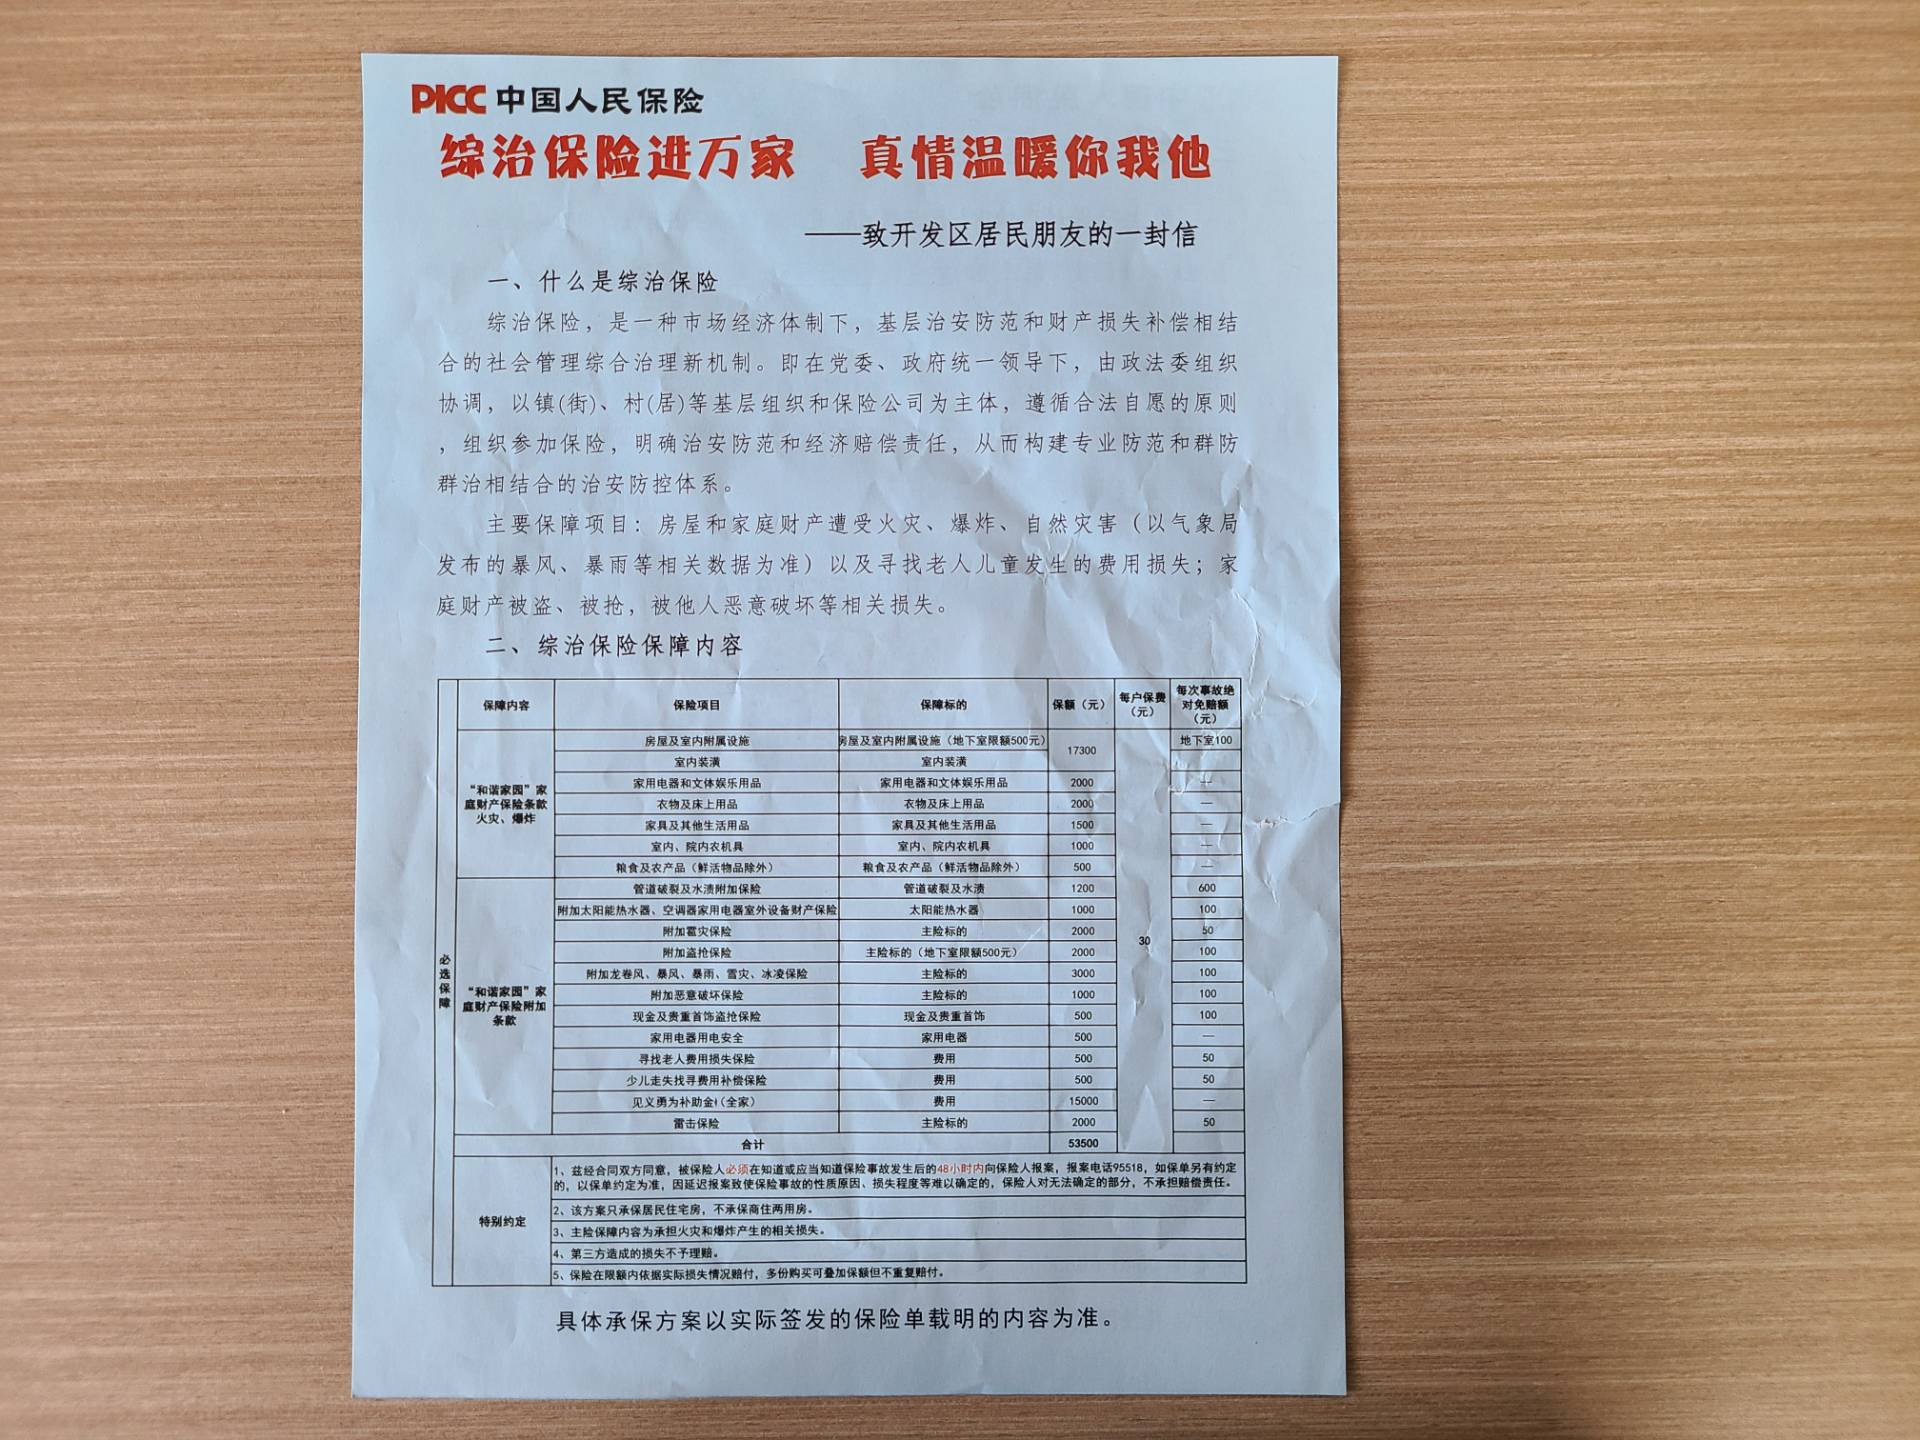 PICC 中国人民保险
综治保险进万家 真情温暖你我他
——致开发区居民朋友的一封信
一、什么是综治保险
综治保险，是一种市场经济体制下，基层治安防范和财产损失补偿相结
合的社会管理综合治理新机制。即在党委、政府统一领导下，由政法委组织
协调，以镇(街)、村(居)等基层组织和保险公司为主体，遵循合法自愿的原则
，组织参加保险，明确治安防范和经济赔偿责任，从而构建专业防范和群防
群治相结合的治安防控体系。
主要保障项目：房屋和家庭财产遭受火灾、爆炸、自然灾害（以气象局
发布的暴风、暴雨等相关数据为准）以及寻找老人儿童发生的费用损失；家
庭财产被盗、被抢，被他人恶意破坏等相关损失。
二、综治保险保障内容
保障内容 保险项目 保障标的 保额（元） 每户保费（元） 每次事故绝对免赔额（元）
必选保障
“和谐家园”家庭财产保险条款火灾、爆炸
房屋及室内附属设施 房屋及室内附属设施（地下室限额500元） 17300 地下室100
室内装潢 室内装潢
家用电器和文体娱乐用品 家用电器和文体娱乐用品 2000 —
衣物及床上用品 衣物及床上用品 2000 —
家具及其他生活用品 家具及其他生活用品 1500 —
室内、院内农机具 室内、院内农机具 1000 —
粮食及农产品（鲜活物品除外） 粮食及农产品（鲜活物品除外） 500 —
“和谐家园”家庭财产保险附加条款
管道破裂及水渍附加保险 管道破裂及水渍 1200 600
附加太阳能热水器、空调器家用电器室外设备财产保险 太阳能热水器 1000 100
附加雹灾保险 主险标的 2000 30 50
附加盗抢保险 主险标的（地下室限额500元） 2000 100
附加龙卷风、暴风、暴雨、雪灾、冰凌保险 主险标的 3000 100
附加恶意破坏保险 主险标的 1000 100
现金及贵重首饰盗抢保险 现金及贵重首饰 500 100
家用电器用电安全 家用电器 500 —
寻找老人费用损失保险 费用 500 50
少儿走失找寻费用补偿保险 费用 500 50
见义勇为补助金（全家） 费用 15000 —
雷击保险 主险标的 2000 50
合计 53500
特别约定
1、兹经合同双方同意，被保险人必须在知道或应当知道保险事故发生后的48小时内向保险人报案，报案电话95518，如保单另有约定
的，以保单约定为准，因延迟报案致使保险事故的性质原因、损失程度等难以确定的，保险人对无法确定的部分，不承担赔偿责任。
2、该方案只承保居民住宅房，不承保商住两用房。
3、主险保障内容为承担火灾和爆炸产生的相关损失。
4、第三方造成的损失不予理赔。
5、保险在限额内依据实际损失情况赔付，多份购买可叠加保额但不重复赔付。
具体承保方案以实际签发的保险单载明的内容为准。